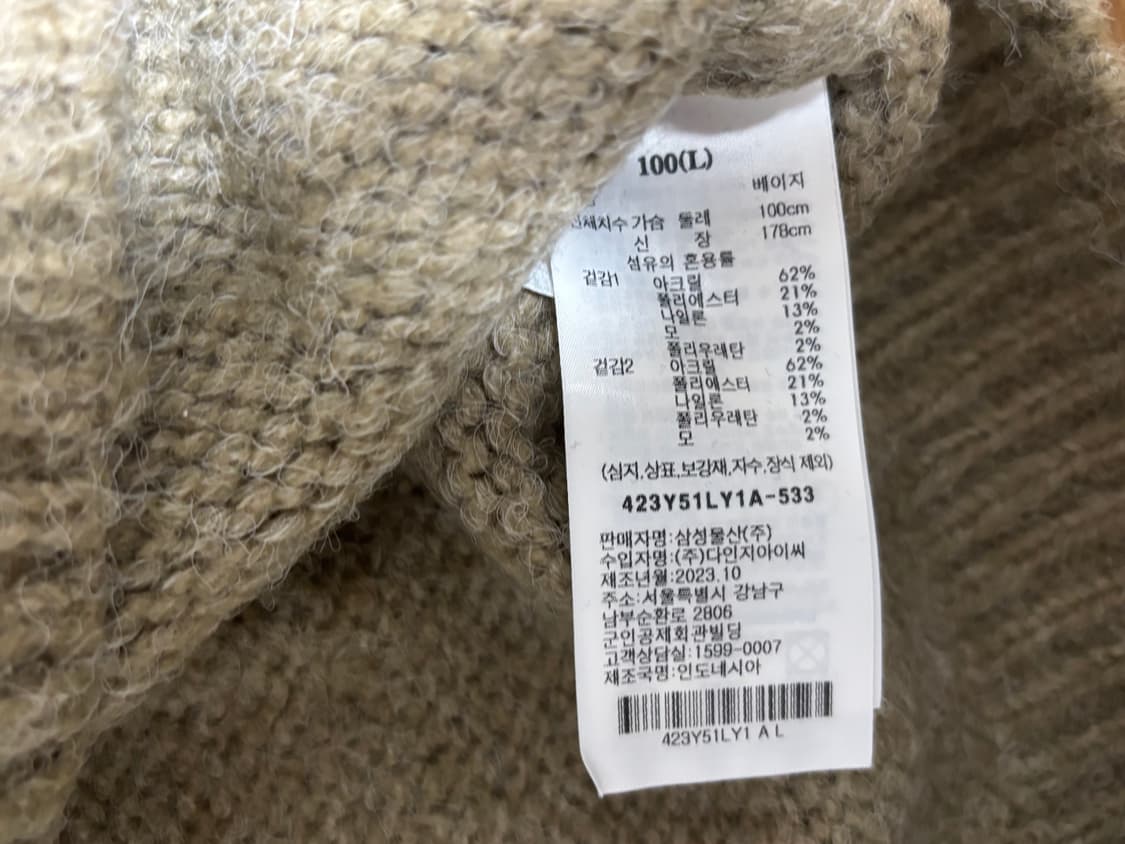 100(L)
베이지
신체치수 가슴 둘레 100cm
신 장 178cm
섬유의 혼용률
겉감1 아크릴 62%
폴리에스터 21%
나일론 13%
모 2%
폴리우레탄 2%
겉감2 아크릴 62%
폴리에스터 21%
나일론 13%
폴리우레탄 2%
모 2%
(심지,상표,보강재,자수,장식 제외)
423Y51LY1A-533
판매자명:삼성물산(주)
수입자명:(주)다인지아이씨
제조년월:2023.10
주소:서울특별시 강남구
남부순환로 2806
군인공제회관빌딩
고객상담실:1599-0007
제조국명:인도네시아
423Y51LY1 A L